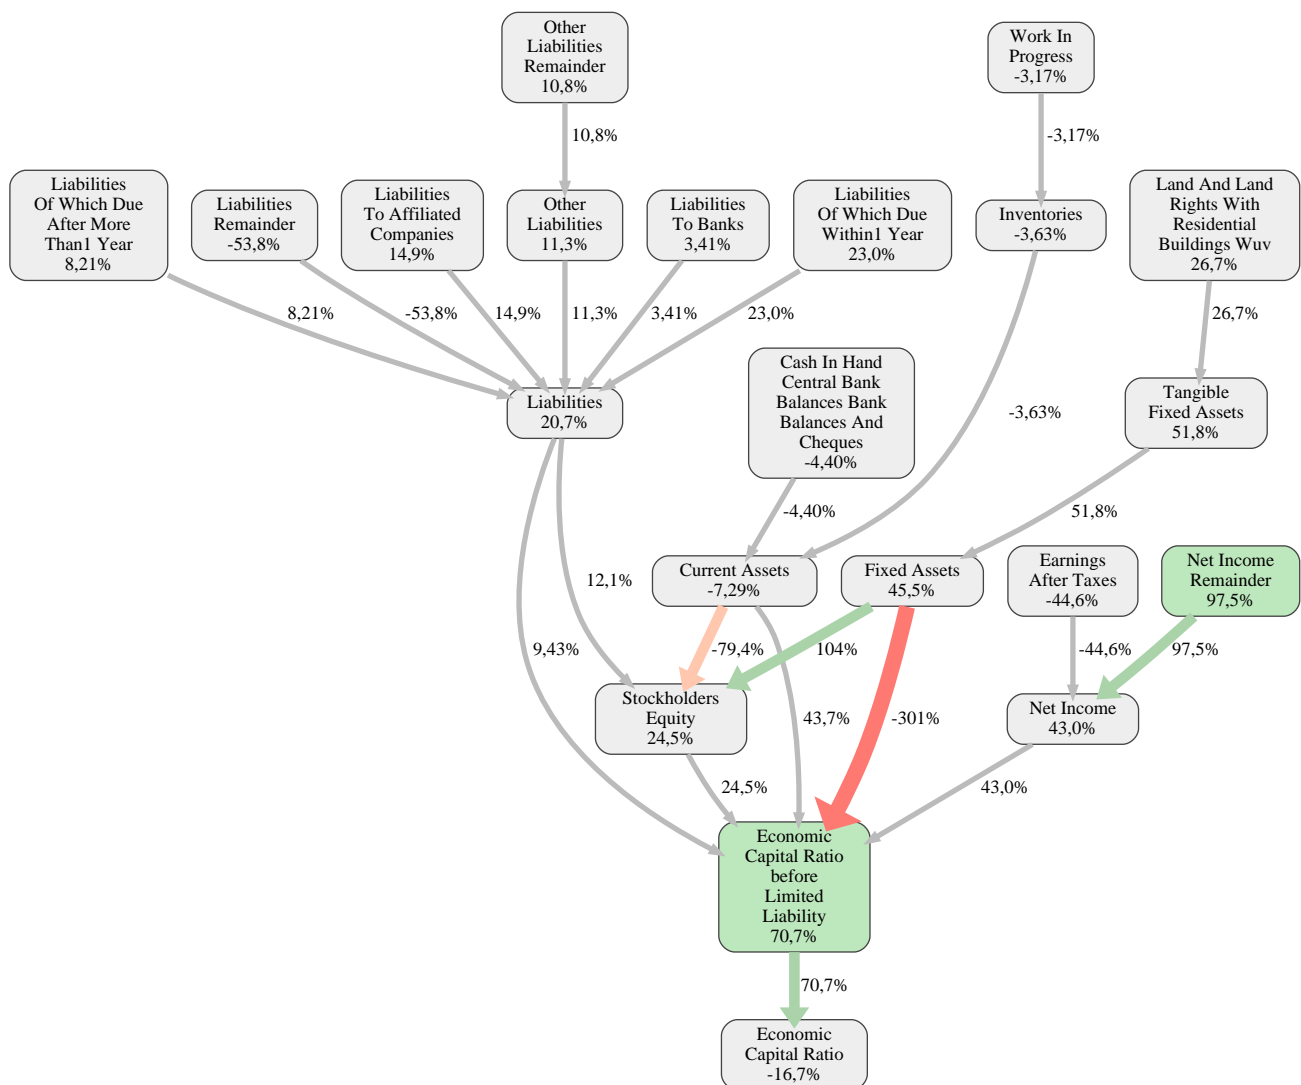 Other
Liabilities
Remainder
10,8%
Work In
Progress
-3,17%
10,8%
-3,17%
Liabilities
Of Which Due
After More
Than1 Year
8,21%
Liabilities
Remainder
-53,8%
Liabilities
To Affiliated
Companies
14,9%
Other
Liabilities
11,3%
Liabilities
To Banks
3,41%
Liabilities
Of Which Due
Within1 Year
23,0%
Inventories
-3,63%
Land And Land
Rights With
Residential
Buildings Wuv
26,7%
8,21%
-53,8%
14,9%
11,3%
3,41%
23,0%
26,7%
Liabilities
20,7%
Cash In Hand
Central Bank
Balances Bank
Balances And
Cheques
-4,40%
-3,63%
Tangible
Fixed Assets
51,8%
-4,40%
51,8%
12,1%
Current Assets
-7,29%
Fixed Assets
45,5%
Earnings
After Taxes
-44,6%
Net Income
Remainder
97,5%
9,43%
-79,4%
104%
-44,6%
97,5%
Stockholders
Equity
24,5%
43,7%
-301%
Net Income
43,0%
24,5%
43,0%
Economic
Capital Ratio
before
Limited
Liability
70,7%
70,7%
Economic
Capital Ratio
-16,7%